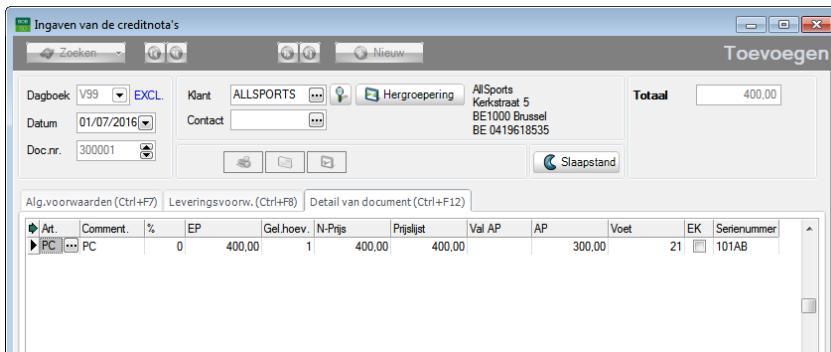 Ingaven van de creditnota's
Zoeken Nieuw Toevoegen
Dagboek V99 EXCL. Klant ALLSPORTS ... Hergroepering AllSports Totaal 400,00
Kerkstraat 5
Datum 01/07/2016 Contact ... BE1000 Brussel
BE 0419618535
Doc.nr. 300001 Slaapstand
Alg.voorwaarden (Ctrl+F7) Leveringsvoorw. (Ctrl+F8) Detail van document (Ctrl+F12)
Art. Comment. % EP Gel.hoev. N-Prijs Prijslijst Val AP AP Voet EK Serienummer
PC ... PC 0 400,00 1 400,00 400,00 300,00 21 101AB